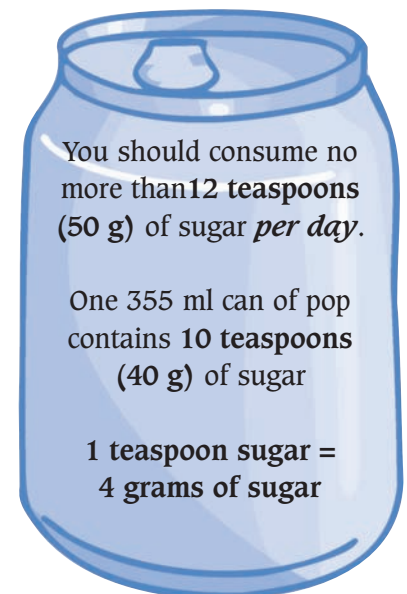 You should consume no
more than12 teaspoons
(50 g) of sugar per day.
One 355 ml can of pop
contains 10 teaspoons
(40 g) of sugar
1 teaspoon sugar =
4 grams of sugar